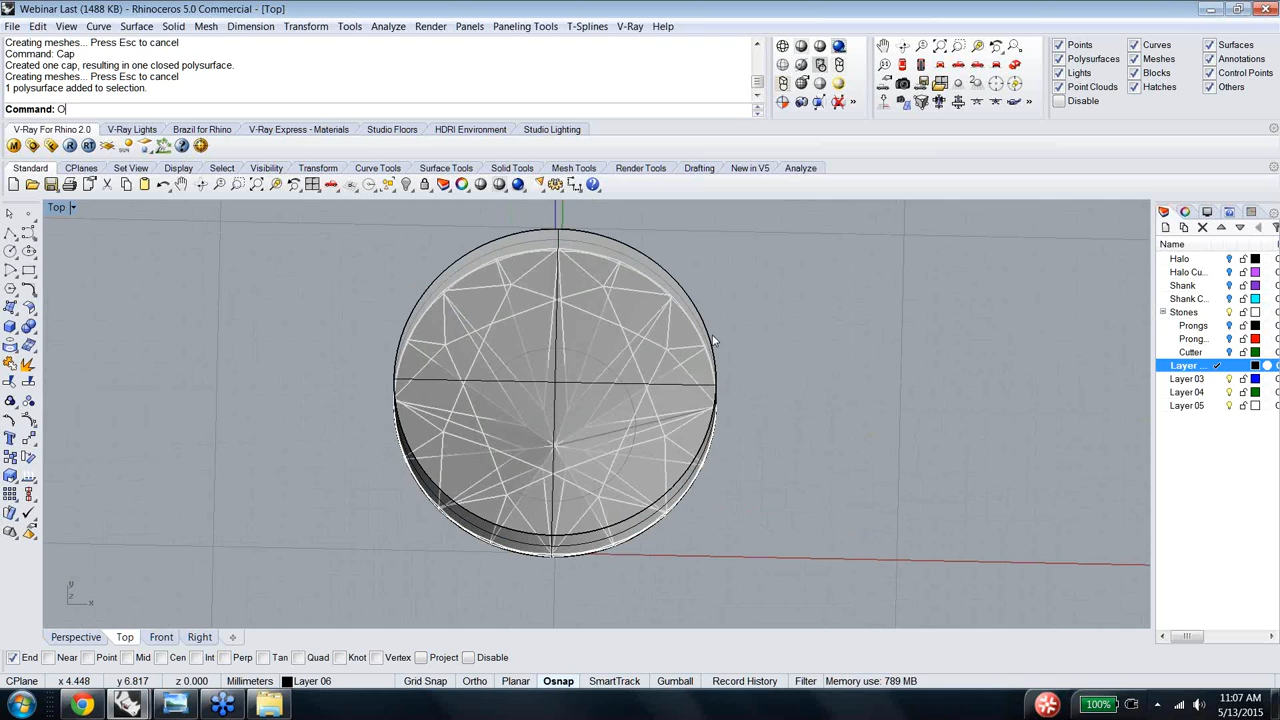 Webinar Last (1488 KB) - Rhinoceros 5.0 Commercial - [Top]
File Edit View Curve Surface Solid Mesh Dimension Transform Tools Analyze Render Panels Paneling Tools T-Splines V-Ray Help
Creating meshes... Press Esc to cancel
Command: Cap
Created one cap, resulting in one closed polysurface.
Creating meshes... Press Esc to cancel
1 polysurface added to selection.
Command: O
Points Curves Surfaces
Polysurfaces Meshes Annotations
Lights Blocks Control Points
Point Clouds Hatches Others
Disable
V-Ray For Rhino 2.0 V-Ray Lights Brazil for Rhino V-Ray Express - Materials Studio Floors HDRI Environment Studio Lighting
Standard CPlanes Set View Display Select Visibility Transform Curve Tools Surface Tools Solid Tools Mesh Tools Render Tools Drafting New in V5 Analyze
Top
Name
Halo
Halo Cu...
Shank
Shank C...
Stones
Prongs
Prong...
Cutter
Layer ...
Layer 03
Layer 04
Layer 05
y
z x
Perspective Top Front Right
End Near Point Mid Cen Int Perp Tan Quad Knot Vertex Project Disable
CPlane x 4.448 y 6.817 z 0.000 Millimeters Layer 06 Grid Snap Ortho Planar Osnap SmartTrack Gumball Record History Filter Memory use: 789 MB
100% 11:07 AM
5/13/2015